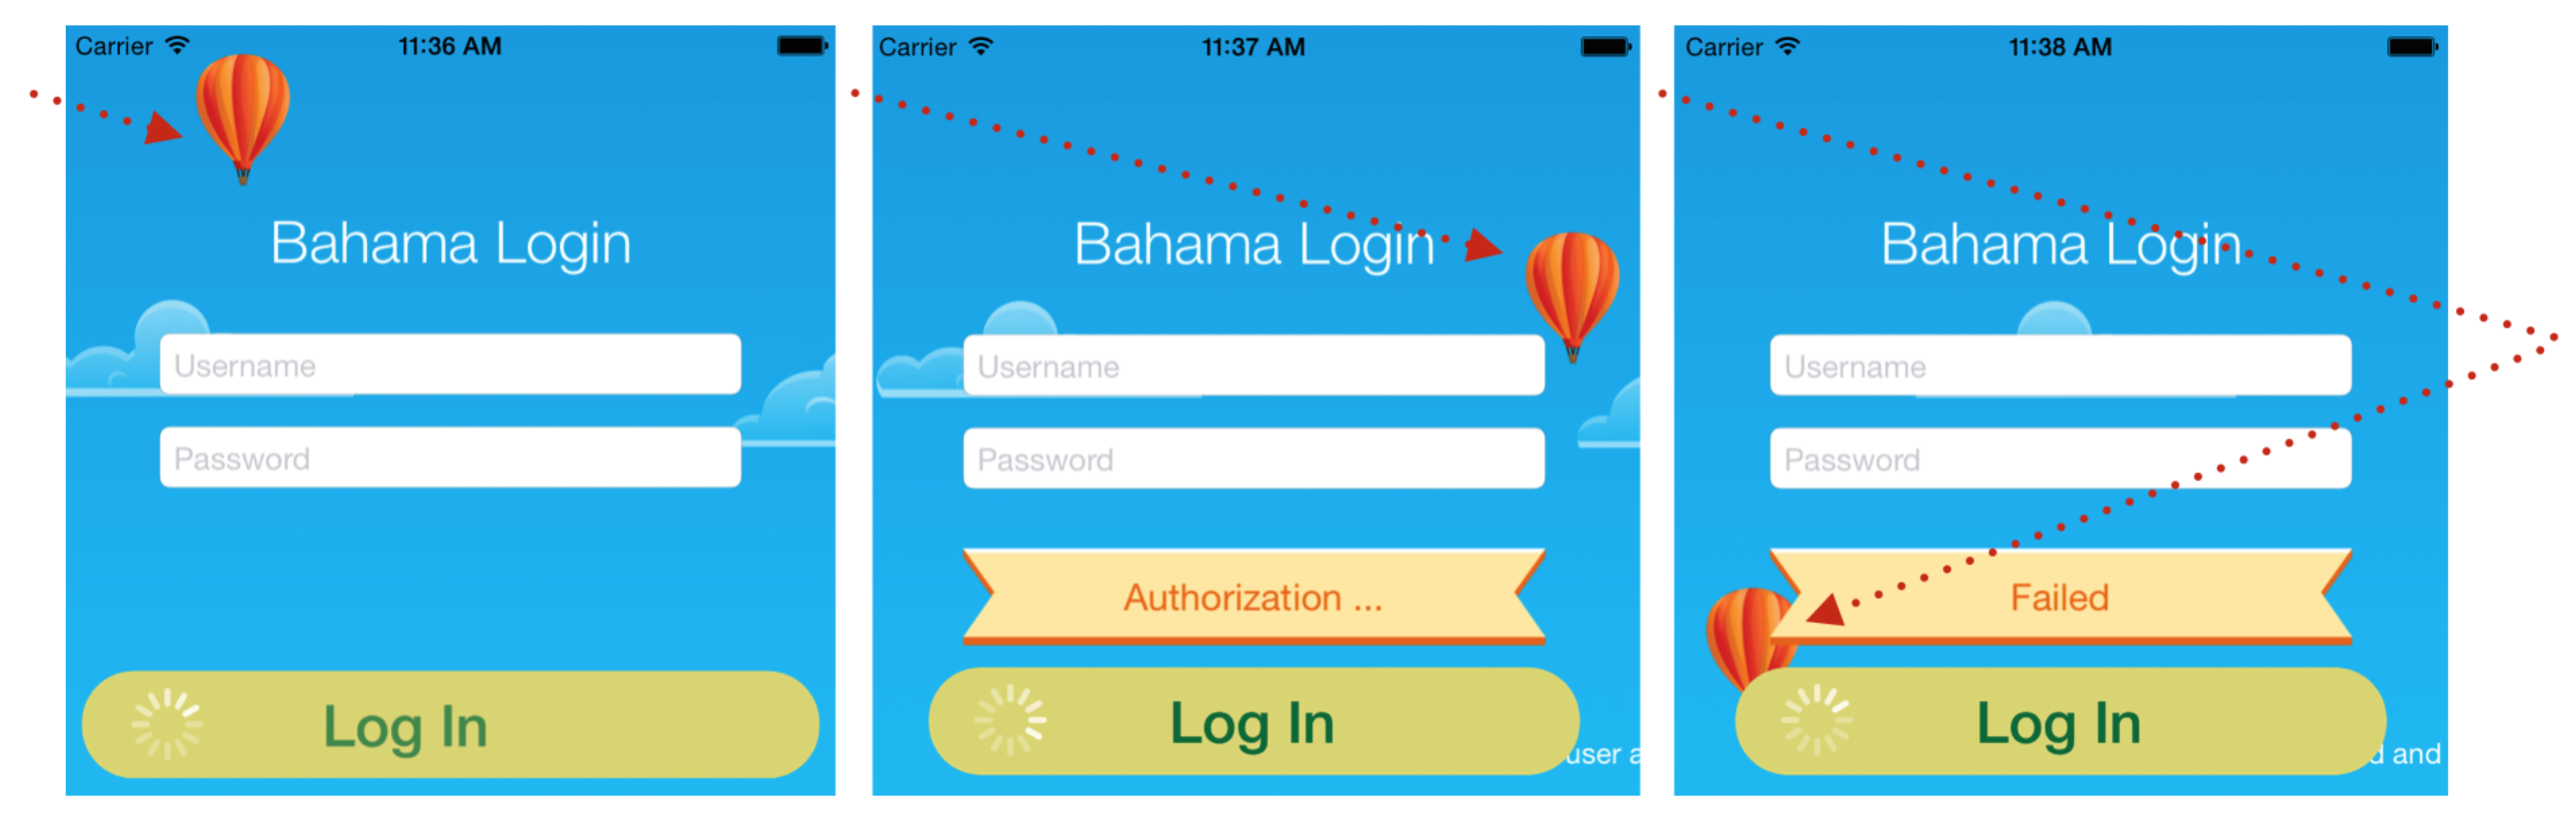 Carrier 11:36 AM
Bahama Login
Username
Password
Log In
Carrier 11:37 AM
Bahama Login
Username
Password
Authorization ...
Log In
user a
Carrier 11:38 AM
Bahama Login
Username
Password
Failed
Log In
d and